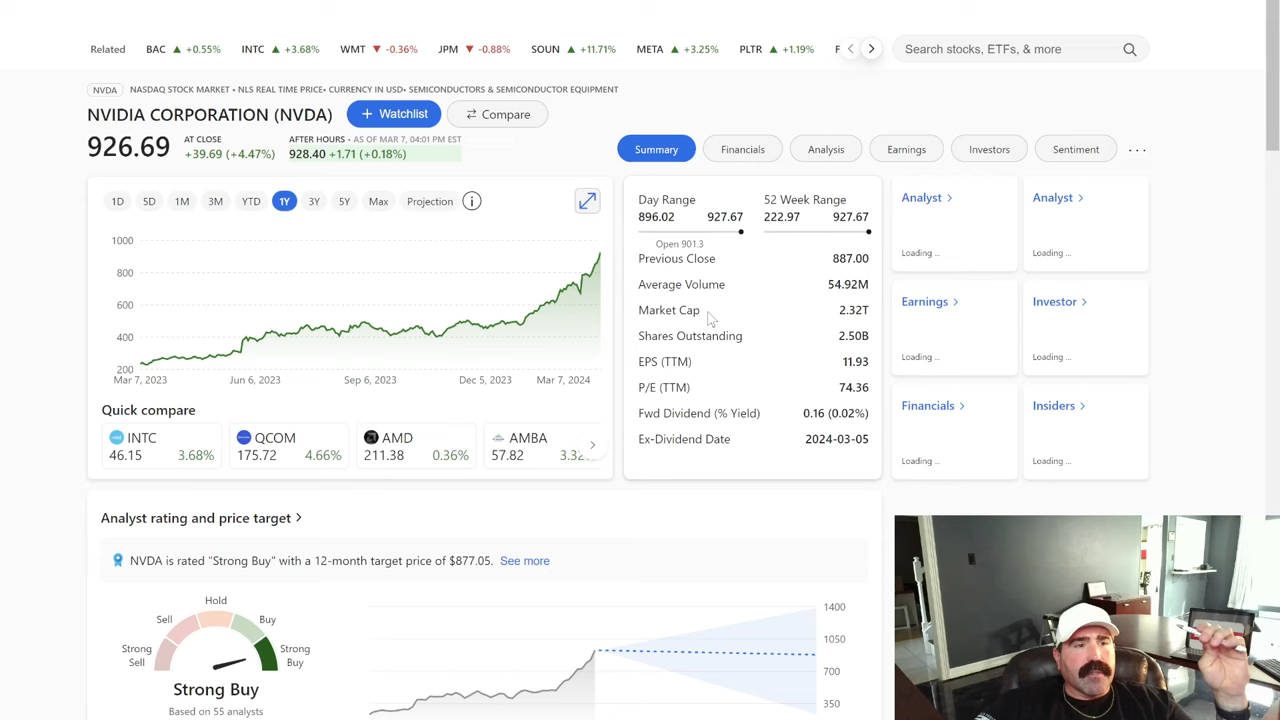 Related BAC ▲ +0.55% INTC ▲ +3.68% WMT ▼ -0.36% JPM ▼ -0.88% SOUN ▲ +11.71% META ▲ +3.25% PLTR ▲ +1.19% F
Search stocks, ETFs, & more
NVDA NASDAQ STOCK MARKET • NLS REAL TIME PRICE• CURRENCY IN USD• SEMICONDUCTORS & SEMICONDUCTOR EQUIPMENT
NVIDIA CORPORATION (NVDA) + Watchlist Compare
926.69 AT CLOSE +39.69 (+4.47%)
AFTER HOURS • AS OF MAR 7, 04:01 PM EST
928.40 +1.71 (+0.18%)
Summary Financials Analysis Earnings Investors Sentiment ...
1D 5D 1M 3M YTD 1Y 3Y 5Y Max Projection
1000
800
600
400
200
Mar 7, 2023 Jun 6, 2023 Sep 6, 2023 Dec 5, 2023 Mar 7, 2024
Quick compare
INTC QCOM AMD AMBA
46.15 3.68% 175.72 4.66% 211.38 0.36% 57.82 3.32
Day Range 52 Week Range
896.02 927.67 222.97 927.67
Open 901.3
Previous Close 887.00
Average Volume 54.92M
Market Cap 2.32T
Shares Outstanding 2.50B
EPS (TTM) 11.93
P/E (TTM) 74.36
Fwd Dividend (% Yield) 0.16 (0.02%)
Ex-Dividend Date 2024-03-05
Analyst > Analyst >
Loading ... Loading ...
Earnings > Investor >
Loading ... Loading ...
Financials > Insiders >
Loading ... Loading ...
Analyst rating and price target >
NVDA is rated "Strong Buy" with a 12-month target price of $877.05. See more
Hold
Sell Buy
Strong Sell Strong Buy
Strong Buy
Based on 55 analysts
1400
1050
700
350